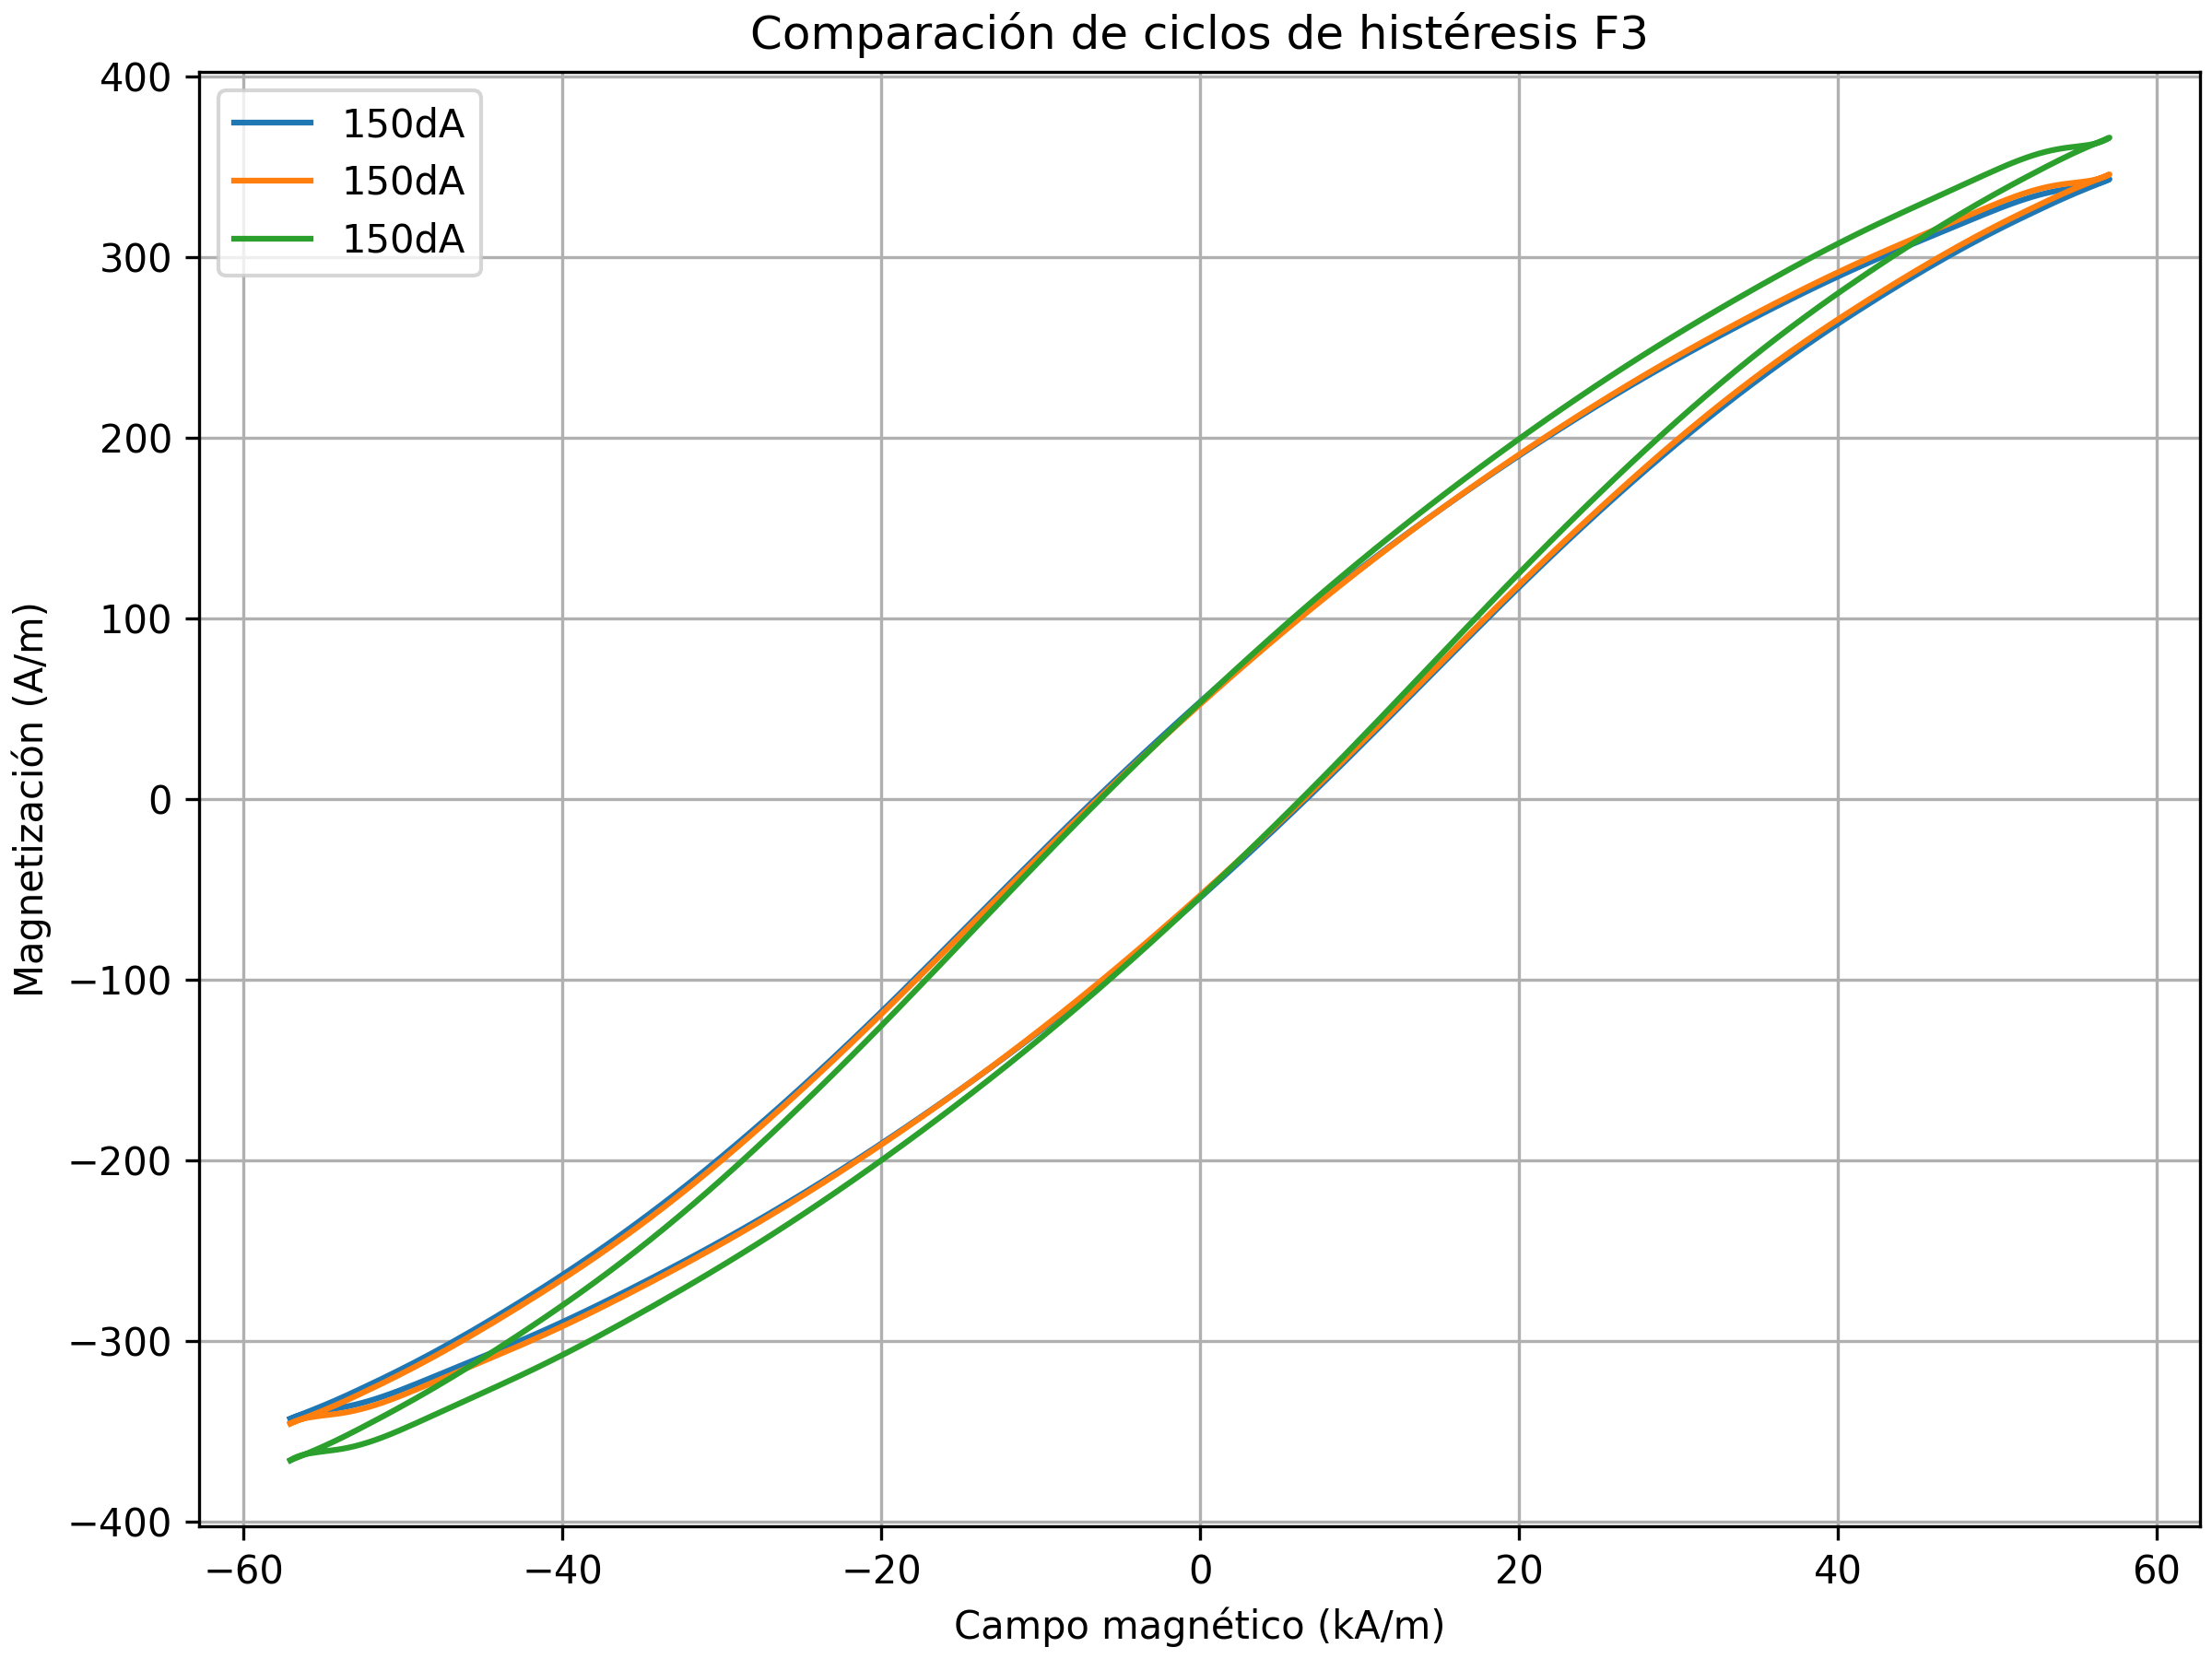 Comparación de ciclos de histéresis F3
150dA
150dA
150dA
400
300
200
100
0
−100
−200
−300
−400
Magnetización (A/m)
−60
−40
−20
0
20
40
60
Campo magnético (kA/m)